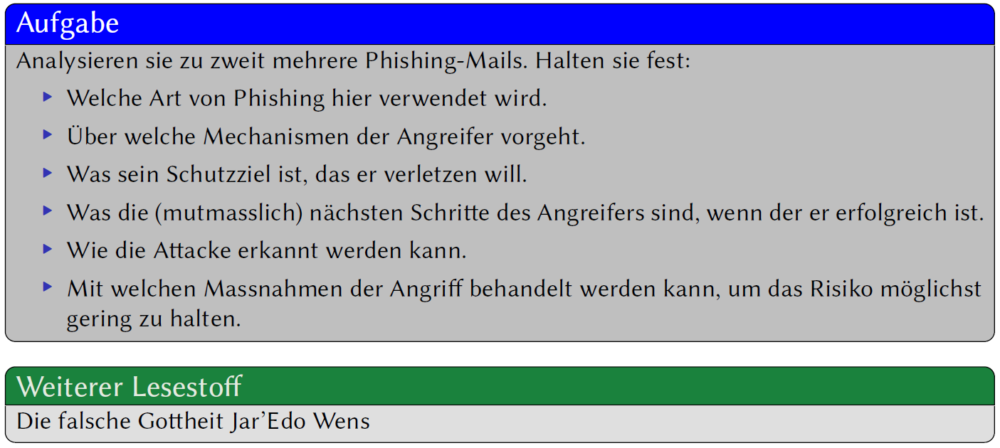 Aufgabe
Analysieren sie zu zweit mehrere Phishing-Mails. Halten sie fest:
Welche Art von Phishing hier verwendet wird.
Über welche Mechanismen der Angreifer vorgeht.
Was sein Schutzziel ist, das er verletzen will.
Was die (mutmasslich) nächsten Schritte des Angreifers sind, wenn der er erfolgreich ist.
Wie die Attacke erkannt werden kann.
Mit welchen Massnahmen der Angriff behandelt werden kann, um das Risiko möglichst
gering zu halten.
Weiterer Lesestoff
Die falsche Gottheit Jar’Edo Wens